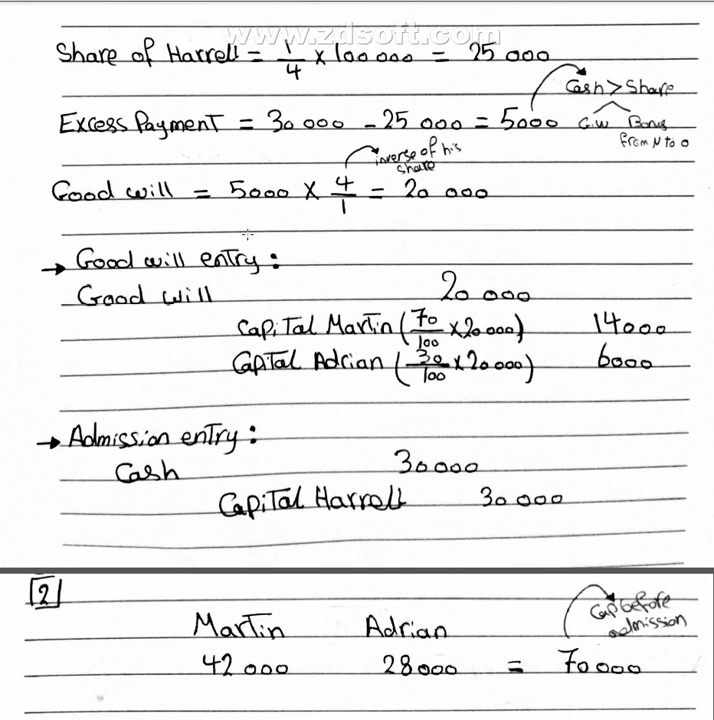 www.zdsoft.com
Share of Harrell = 1/4 x 100 000 = 25 000
Cash > Share
Excess Payment = 30 000 - 25 000 = 5000 G.W Bonus
from N to O
inverse of his
share
Good will = 5000 X 4/1 = 20 000
→ Good will entry :
Good will 20 000
Capital Martin (70/100 x 20 000) 14000
Capital Adrian (30/100 x 20 000) 6000
→ Admission entry :
Cash 30 000
Capital Harrell 30 000
2
Cap before
admission
Martin Adrian
42 000 28 000 = 70 000